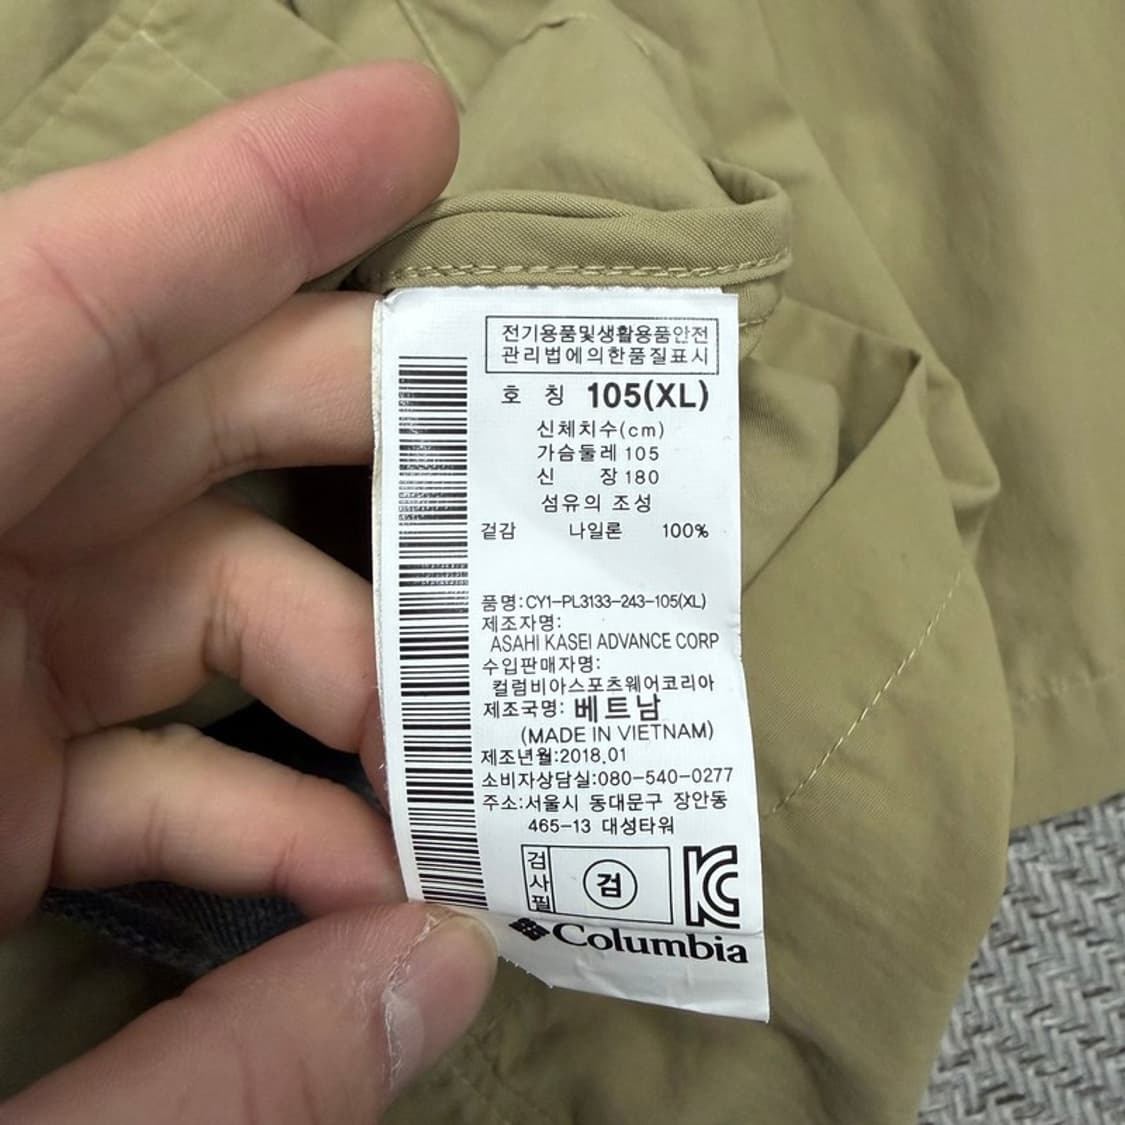 전기용품및생활용품안전
관리법에의한품질표시
호 칭 105(XL)
신체치수(cm)
가슴둘레 105
신 장 180
섬유의 조성
겉감 나일론 100%
품명:CY1-PL3133-243-105(XL)
제조자명:
ASAHI KASEI ADVANCE CORP
수입판매자명:
컬럼비아스포츠웨어코리아
제조국명: 베트남
(MADE IN VIETNAM)
제조년월:2018.01
소비자상담실:080-540-0277
주소:서울시 동대문구 장안동
465-13 대성타워
검사필 검 KC
Columbia